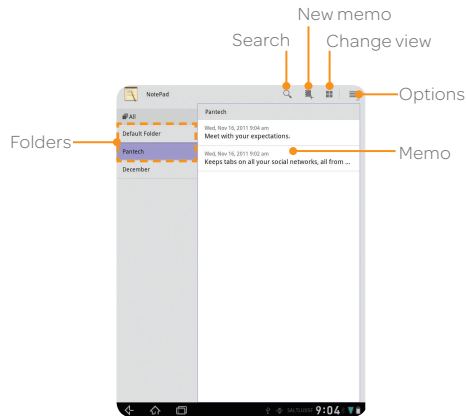 New memo
Search
Change view
NotePad
Options
All
Default Folder
Pantech
December
Folders
Pantech
Wed, Nov 16, 2011 9:04 am
Meet with your expectations.
Wed, Nov 16, 2011 9:02 am
Keeps tabs on all your social networks, all from ...
Memo
9:04